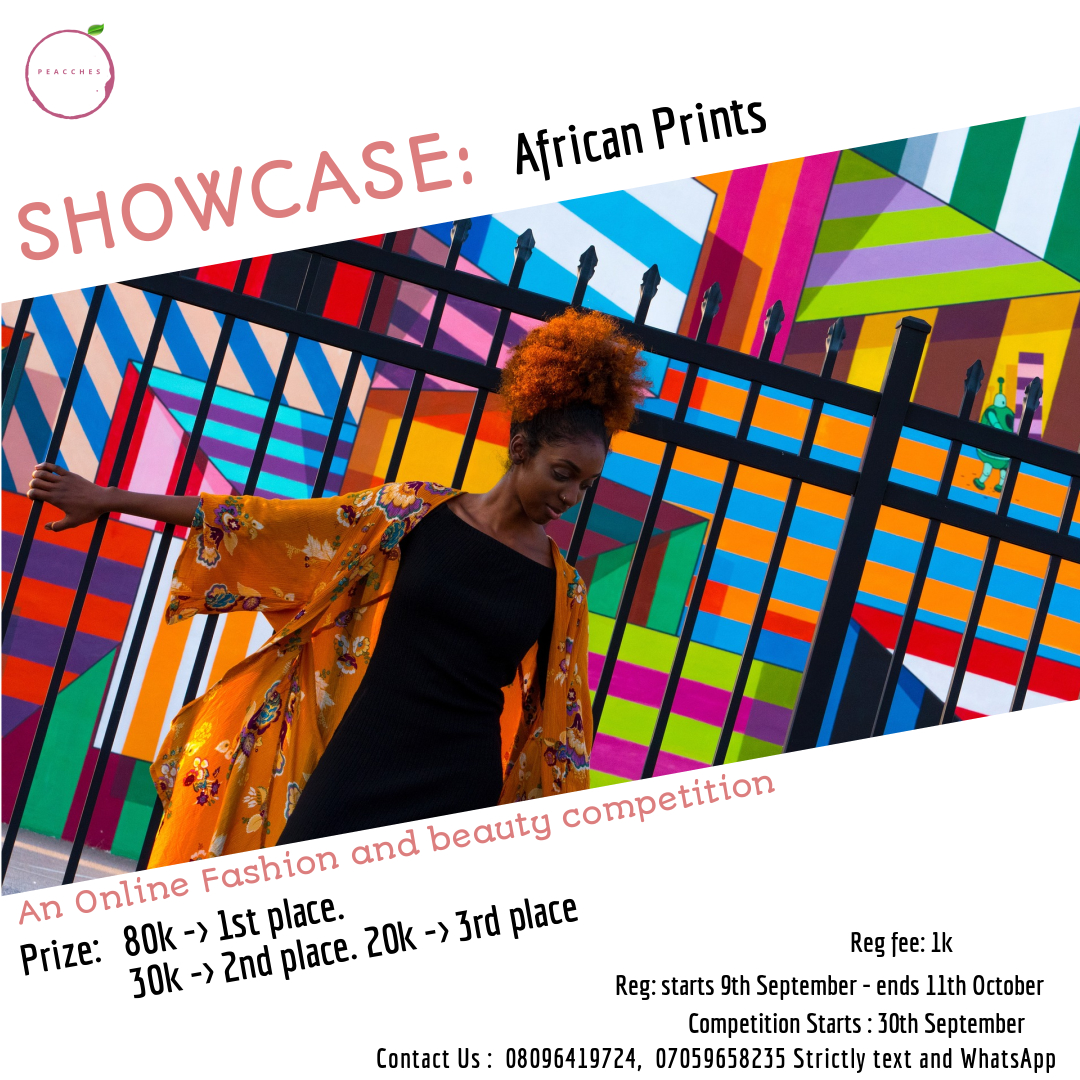 PEACCHES
SHOWCASE: African Prints
An Online Fashion and beauty competition
Prize: 80k -> 1st place.
30k -> 2nd place. 20k -> 3rd place
Reg fee: 1k
Reg: starts 9th September - ends 11th October
Competition Starts : 30th September
Contact Us : 08096419724, 07059658235 Strictly text and WhatsApp